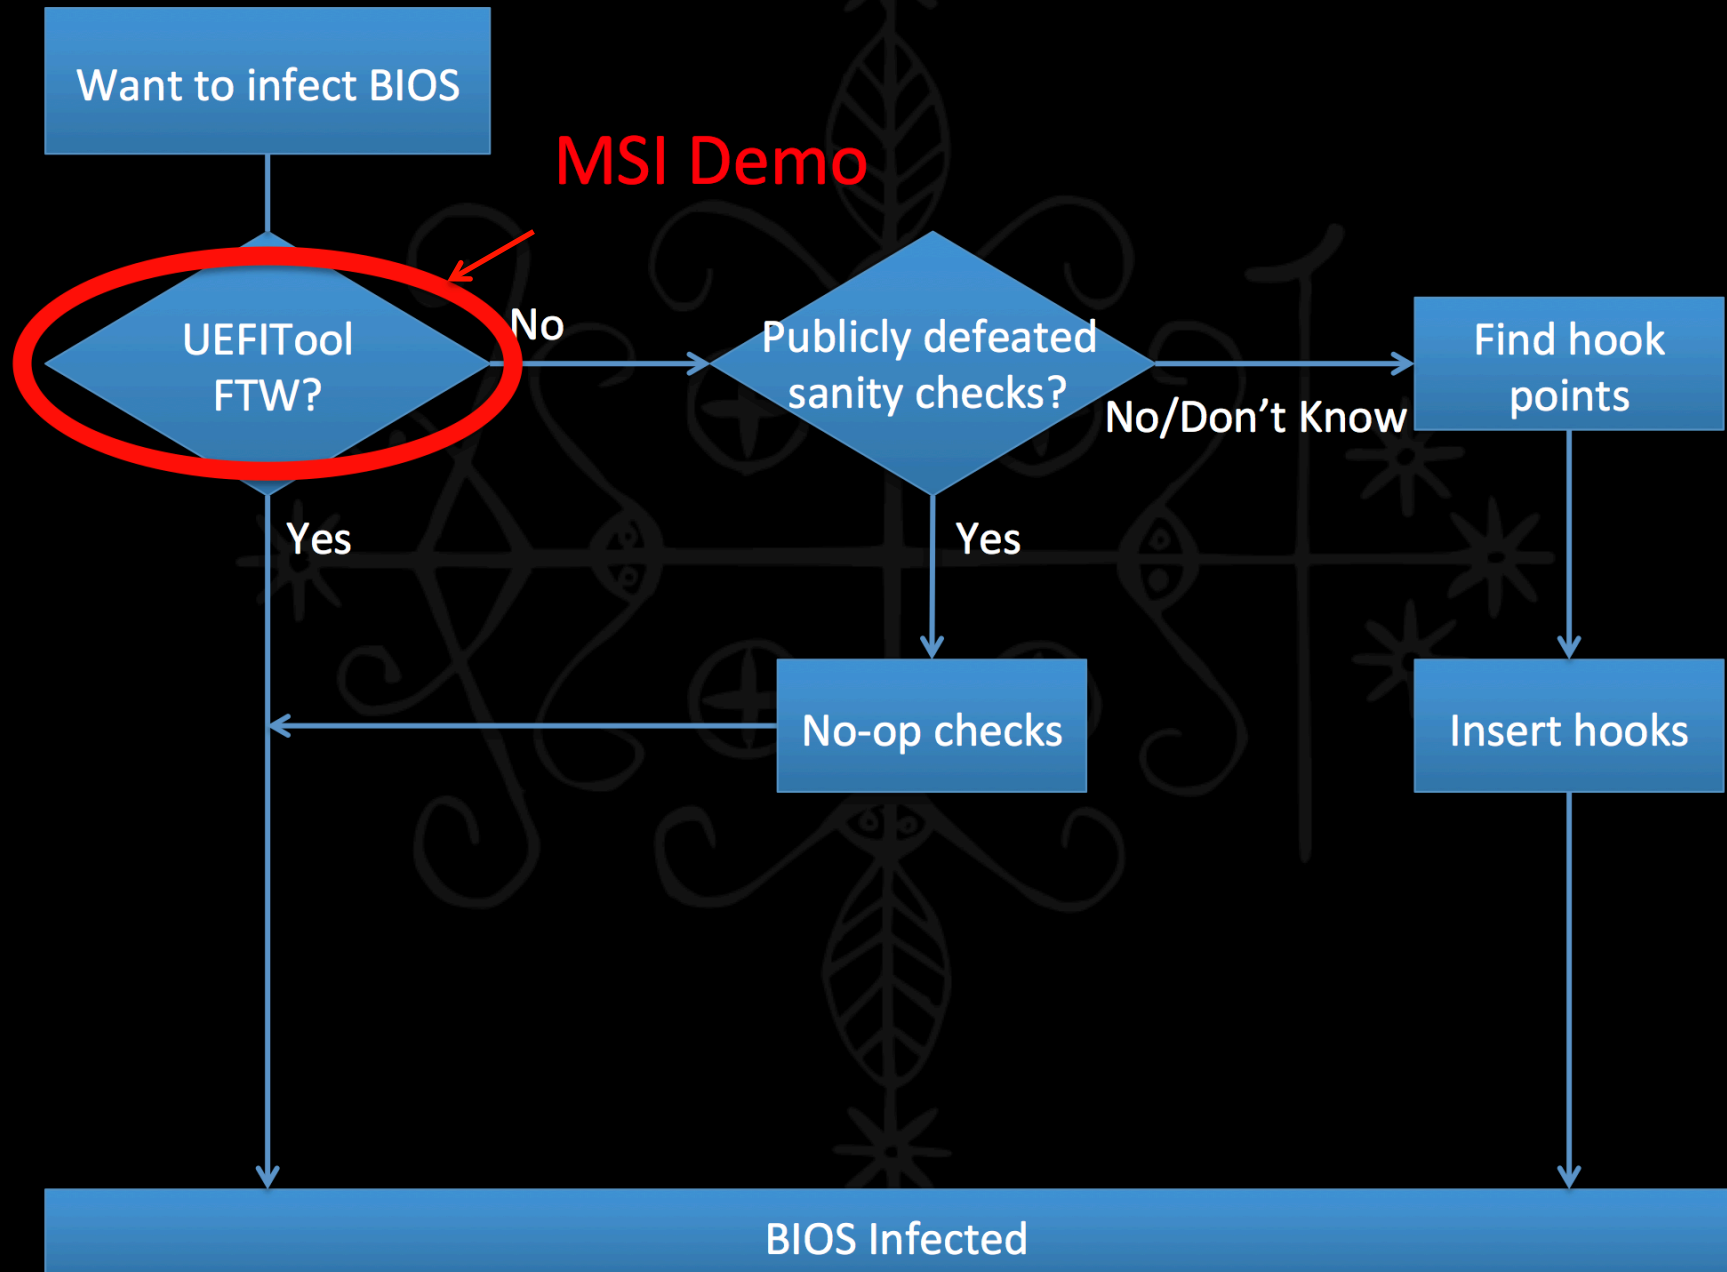 Want to infect BIOS
MSI Demo
UEFITool
FTW?
No
Publicly defeated
sanity checks?
No/Don’t Know
Find hook
points
Yes
Yes
No-op checks
Insert hooks
BIOS Infected